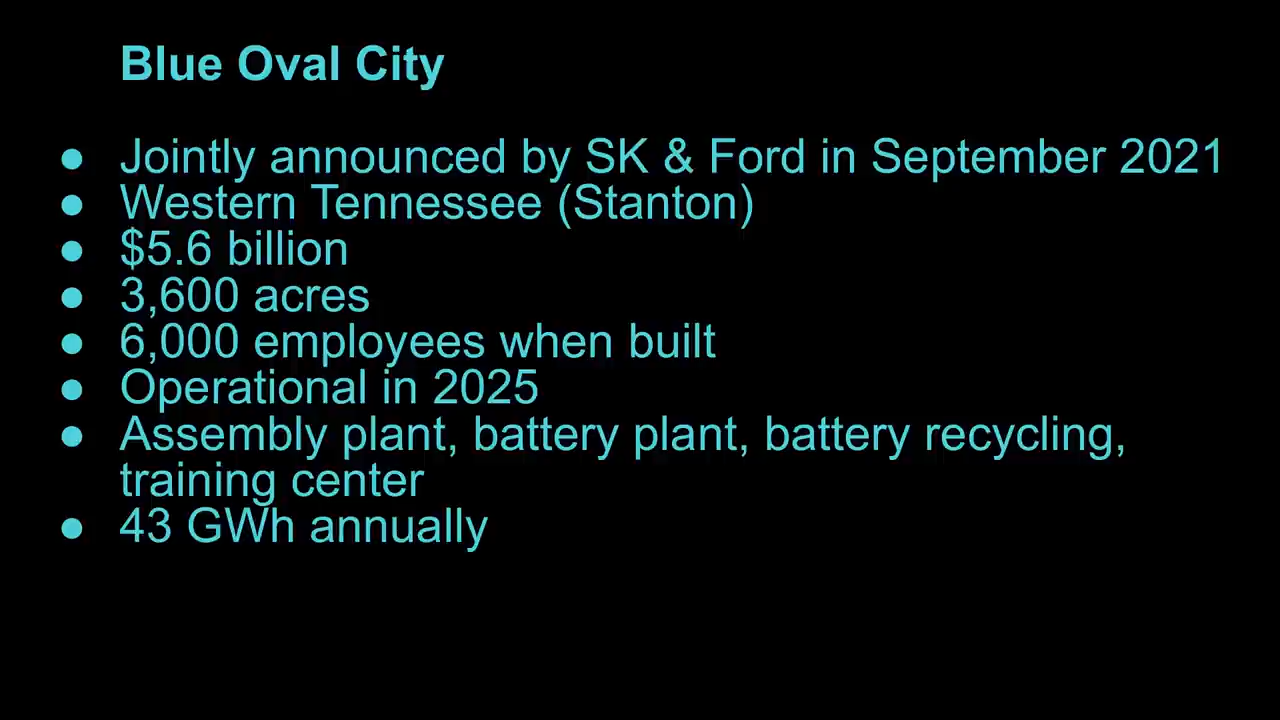 Blue Oval City
● Jointly announced by SK & Ford in September 2021
● Western Tennessee (Stanton)
● $5.6 billion
● 3,600 acres
● 6,000 employees when built
● Operational in 2025
● Assembly plant, battery plant, battery recycling,
training center
● 43 GWh annually